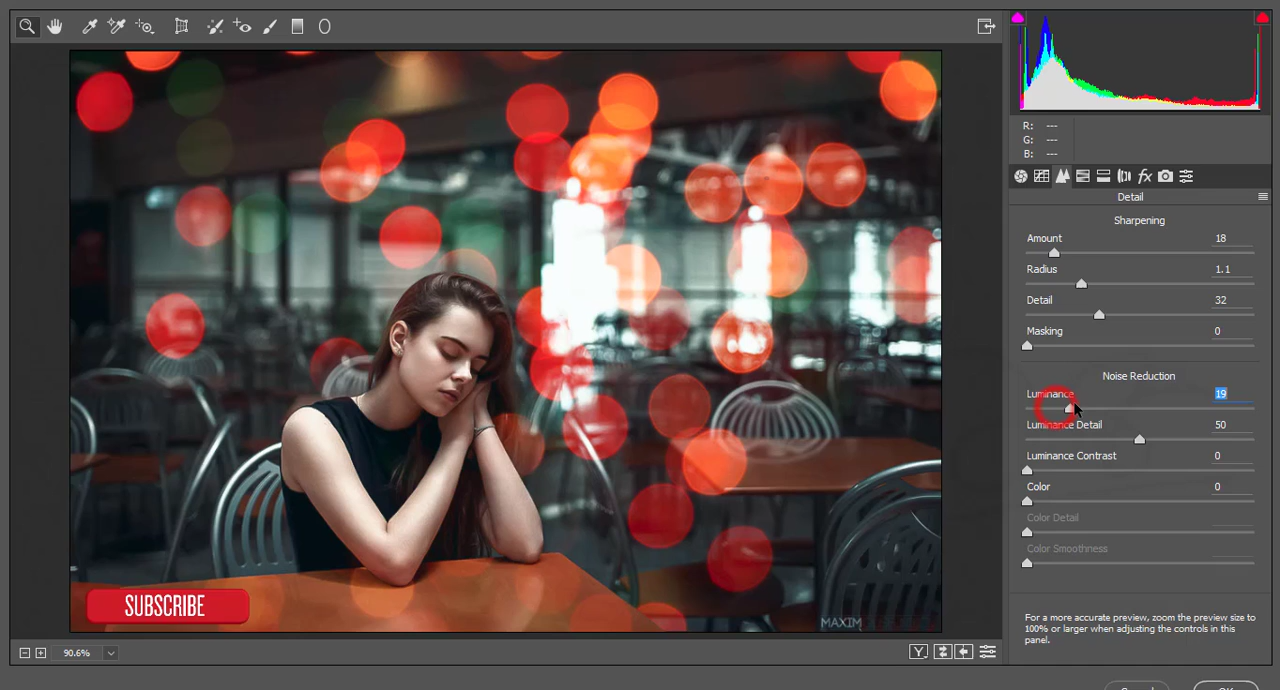 R: ---
G: ---
B: ---
fx
Detail
Sharpening
Amount 18
Radius 1.1
Detail 32
Masking 0
Noise Reduction
Luminance 19
Luminance Detail 50
Luminance Contrast 0
Color 0
Color Detail
Color Smoothness
For a more accurate preview, zoom the preview size to
100% or larger when adjusting the controls in this
panel.
SUBSCRIBE
MAXIM
90.6%
Y